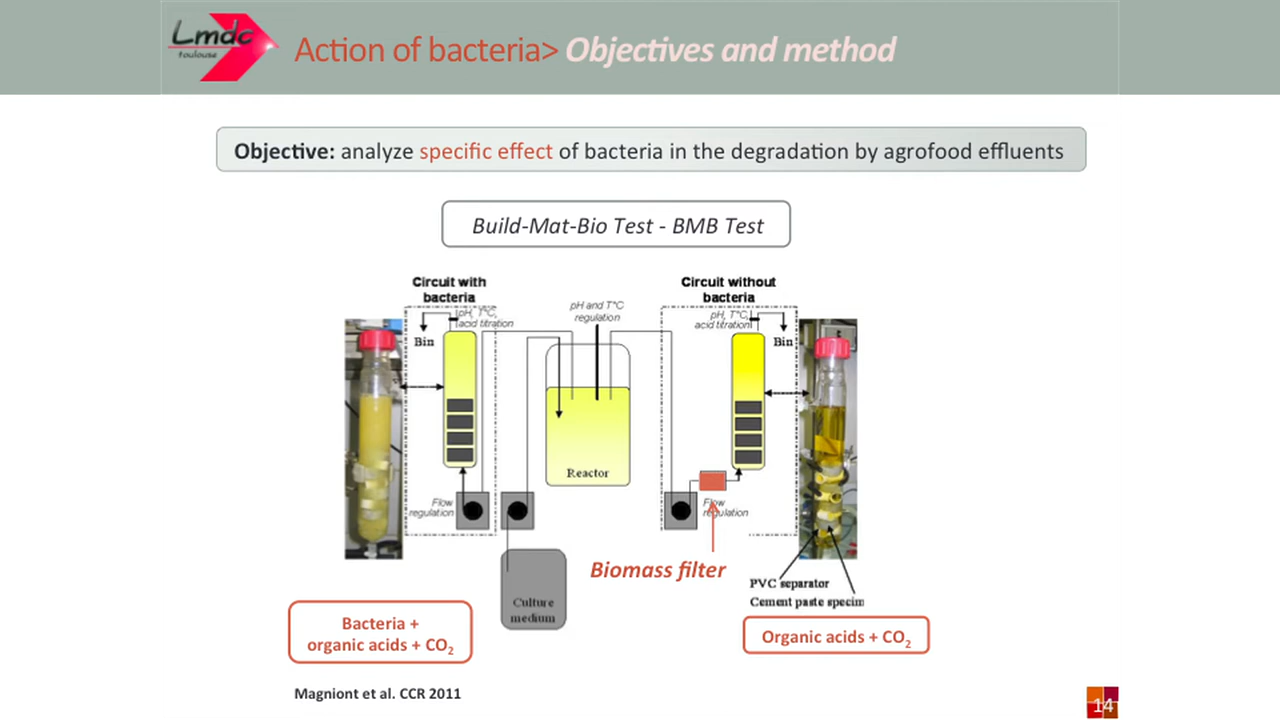 Lmdc
toulouse
Action of bacteria> Objectives and method
Objective: analyze specific effect of bacteria in the degradation by agrofood effluents
Build-Mat-Bio Test - BMB Test
Circuit with
bacteria
pH, T°C,
acid titration
Bin
Flow
regulation
pH and T°C
regulation
Reactor
Culture
medium
Circuit without
bacteria
pH, T°C,
acid titration
Bin
Flow
regulation
Biomass filter
PVC separator
Cement paste specim
Bacteria +
organic acids + CO₂
Organic acids + CO₂
Magniont et al. CCR 2011
14